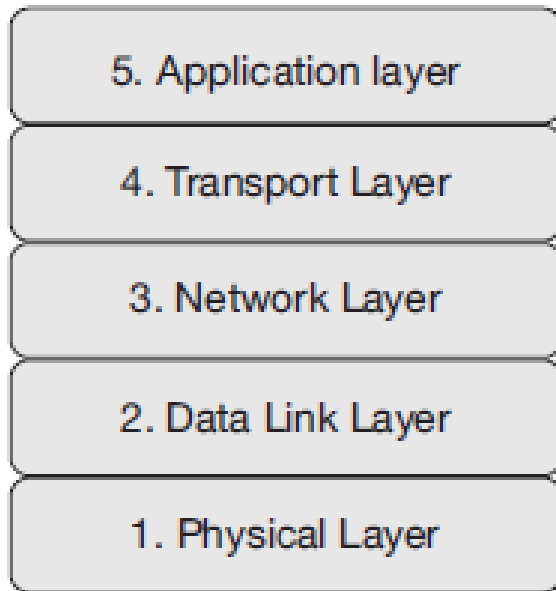 5. Application layer
4. Transport Layer
3. Network Layer
2. Data Link Layer
1. Physical Layer